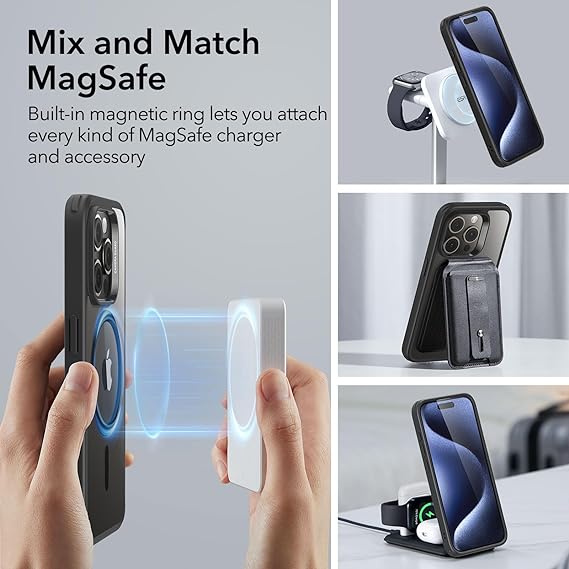 Mix and Match
MagSafe
Built-in magnetic ring lets you attach
every kind of MagSafe charger
and accessory